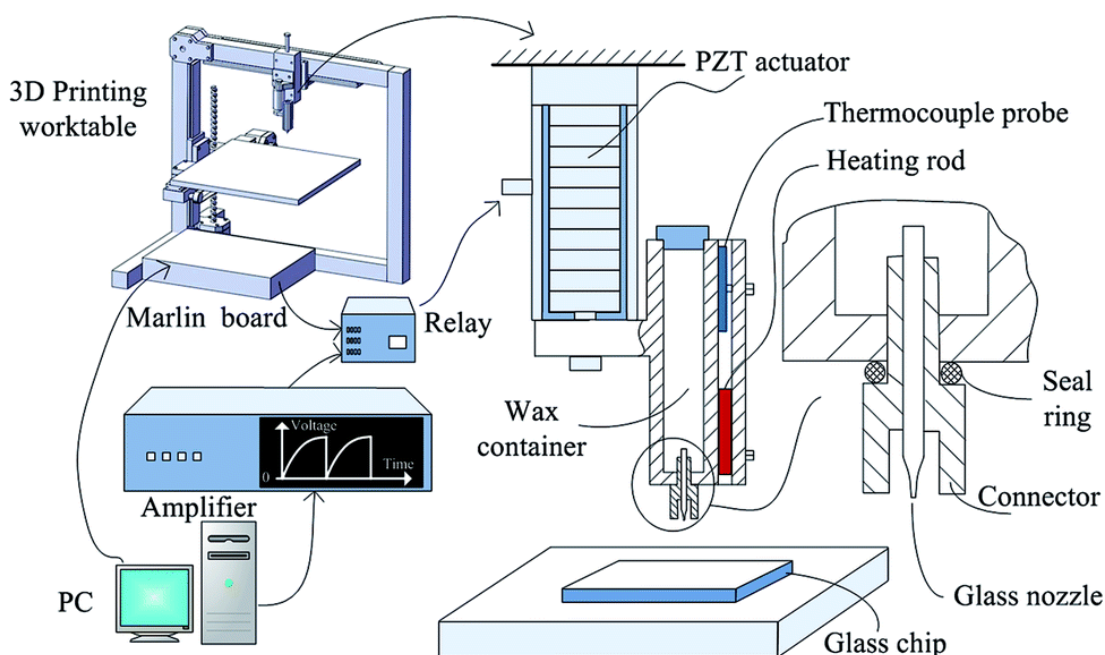 3D Printing
worktable
PZT actuator
Thermocouple probe
Heating rod
Marlin board
Relay
Wax
container
Seal
ring
Connector
Voltage
0
Time
Amplifier
PC
Glass nozzle
Glass chip